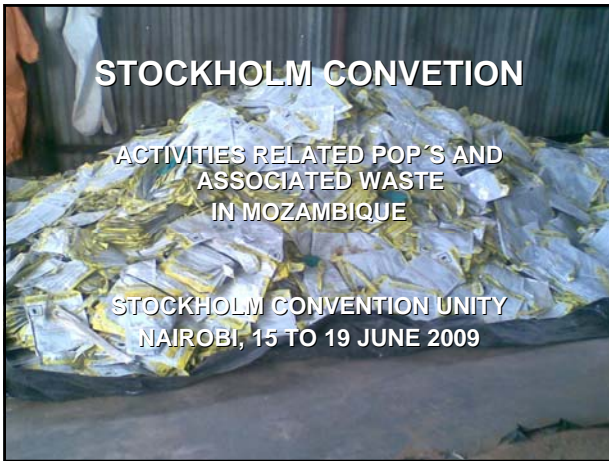 STOCKHOLM CONVETION
ACTIVITIES RELATED POP´S AND
ASSOCIATED WASTE
IN MOZAMBIQUE
STOCKHOLM CONVENTION UNITY
NAIROBI, 15 TO 19 JUNE 2009